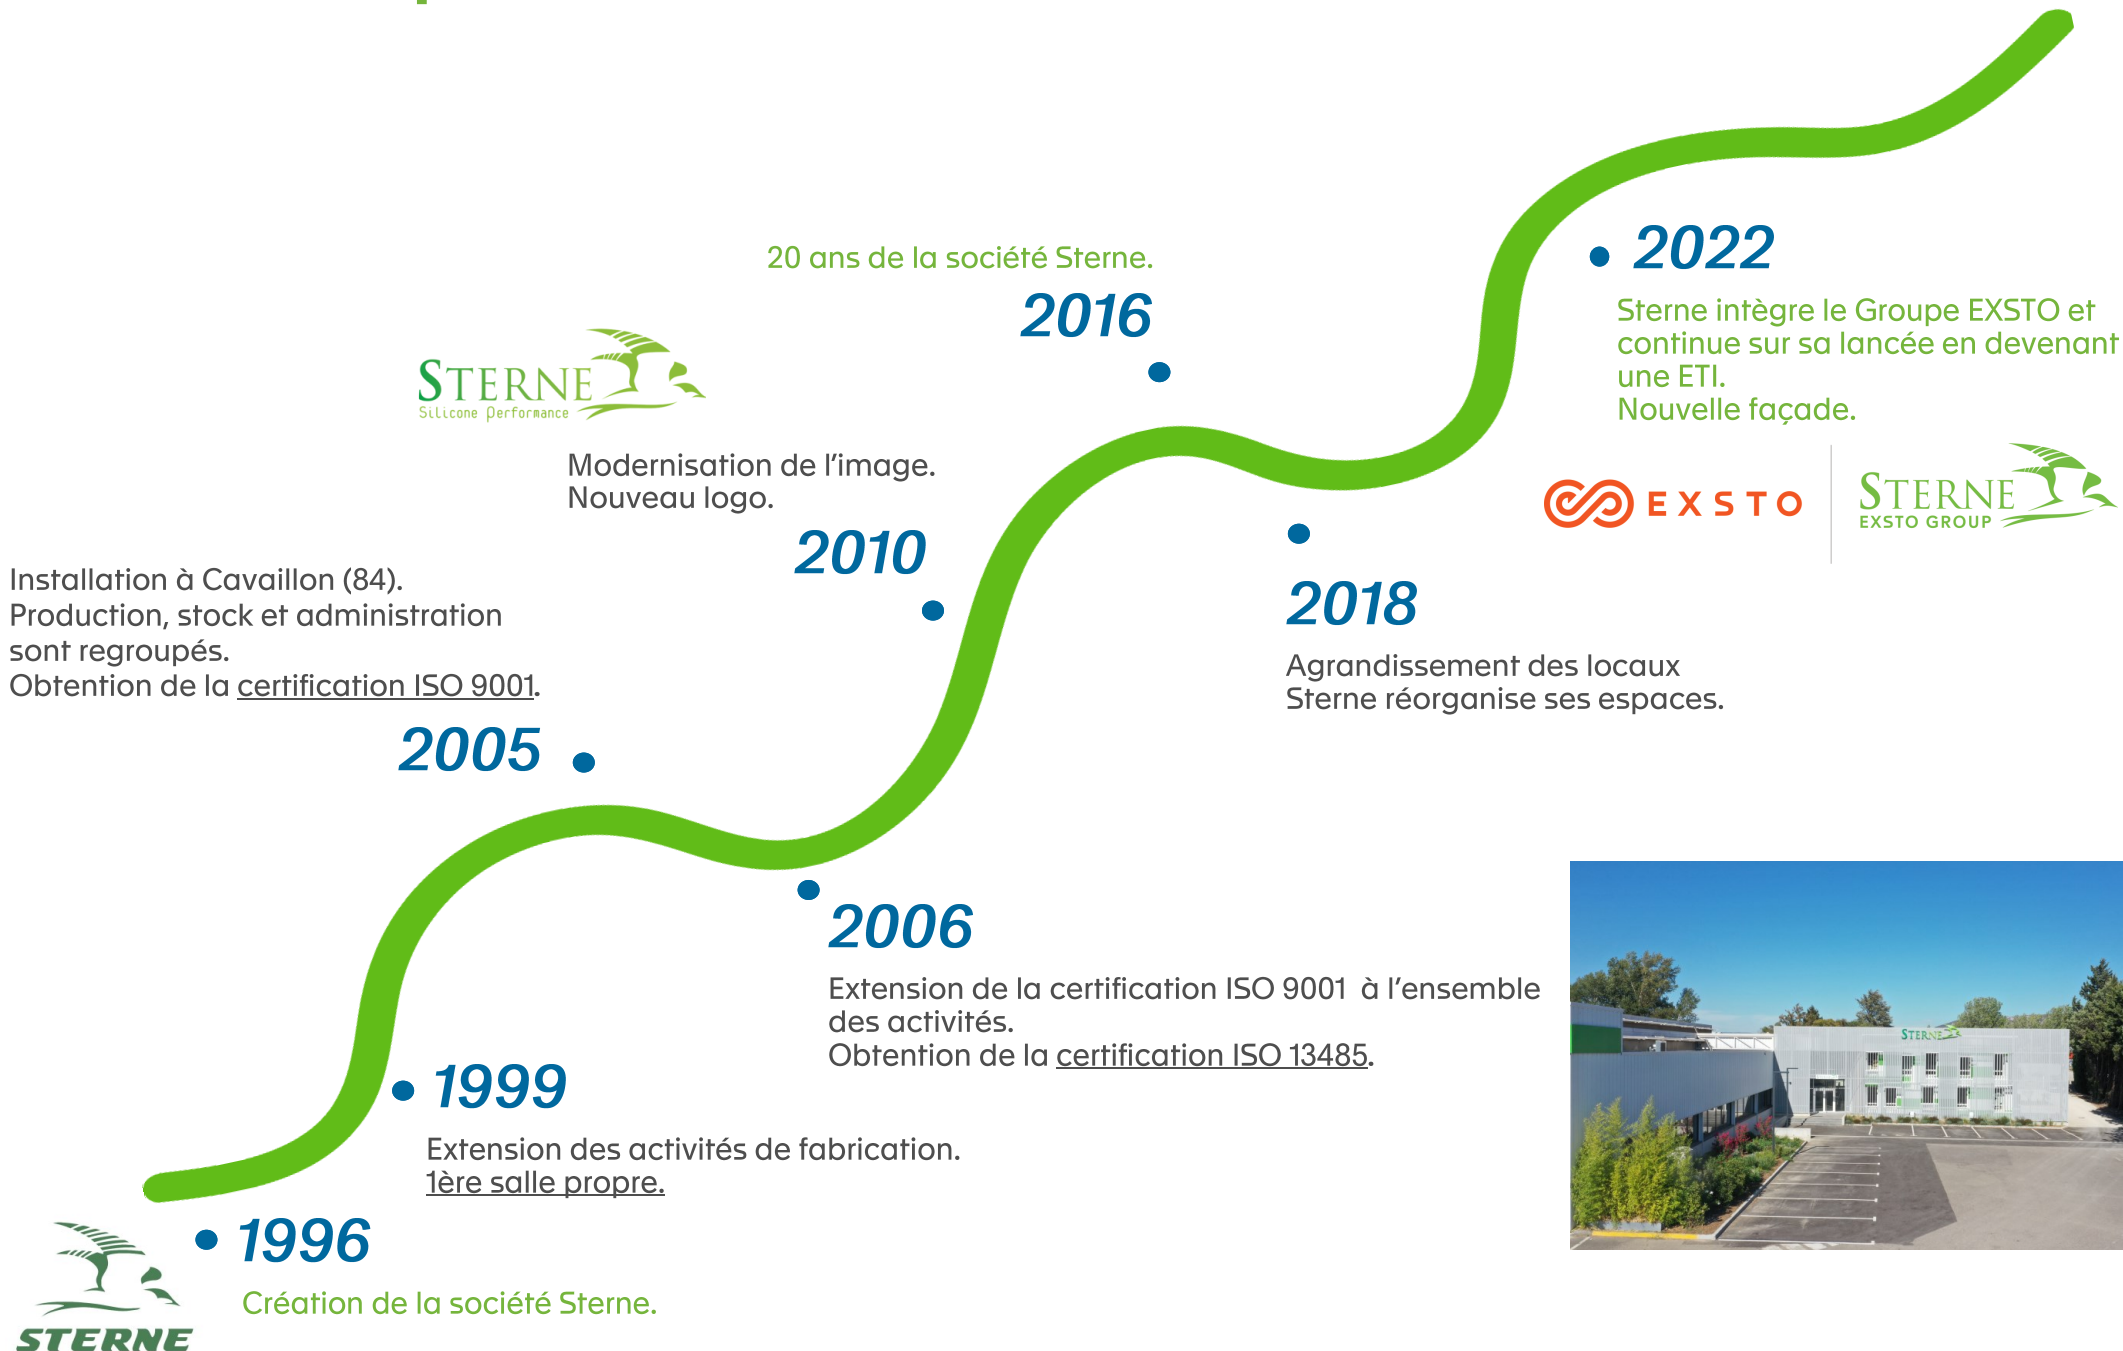 20 ans de la société Sterne.
2016
2022
Sterne intègre le Groupe EXSTO et
continue sur sa lancée en devenant
une ETI.
Nouvelle façade.
EXSTO
STERNE
EXSTO GROUP
STERNE
Silicone Performance
Modernisation de l'image.
Nouveau logo.
2010
2018
Agrandissement des locaux
Sterne réorganise ses espaces.
Installation à Cavaillon (84).
Production, stock et administration
sont regroupés.
Obtention de la certification ISO 9001.
2005
2006
Extension de la certification ISO 9001 à l'ensemble
des activités.
Obtention de la certification ISO 13485.
STERNE
1999
Extension des activités de fabrication.
1ère salle propre.
1996
Création de la société Sterne.
STERNE